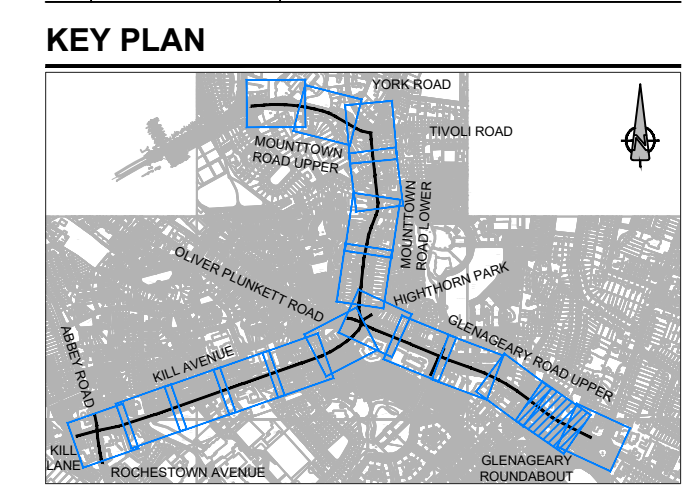 KEY PLAN
YORK ROAD
TIVOLI ROAD
N
MOUNTTOWN
ROAD UPPER
MOUNTTOWN
ROAD LOWER
OLIVER PLUNKETT ROAD
HIGHTHORN PARK
GLENAGEARY ROAD UPPER
ABBEY ROAD
KILL AVENUE
KILL
LANE
ROCHESTOWN AVENUE
GLENAGEARY
ROUNDABOUT